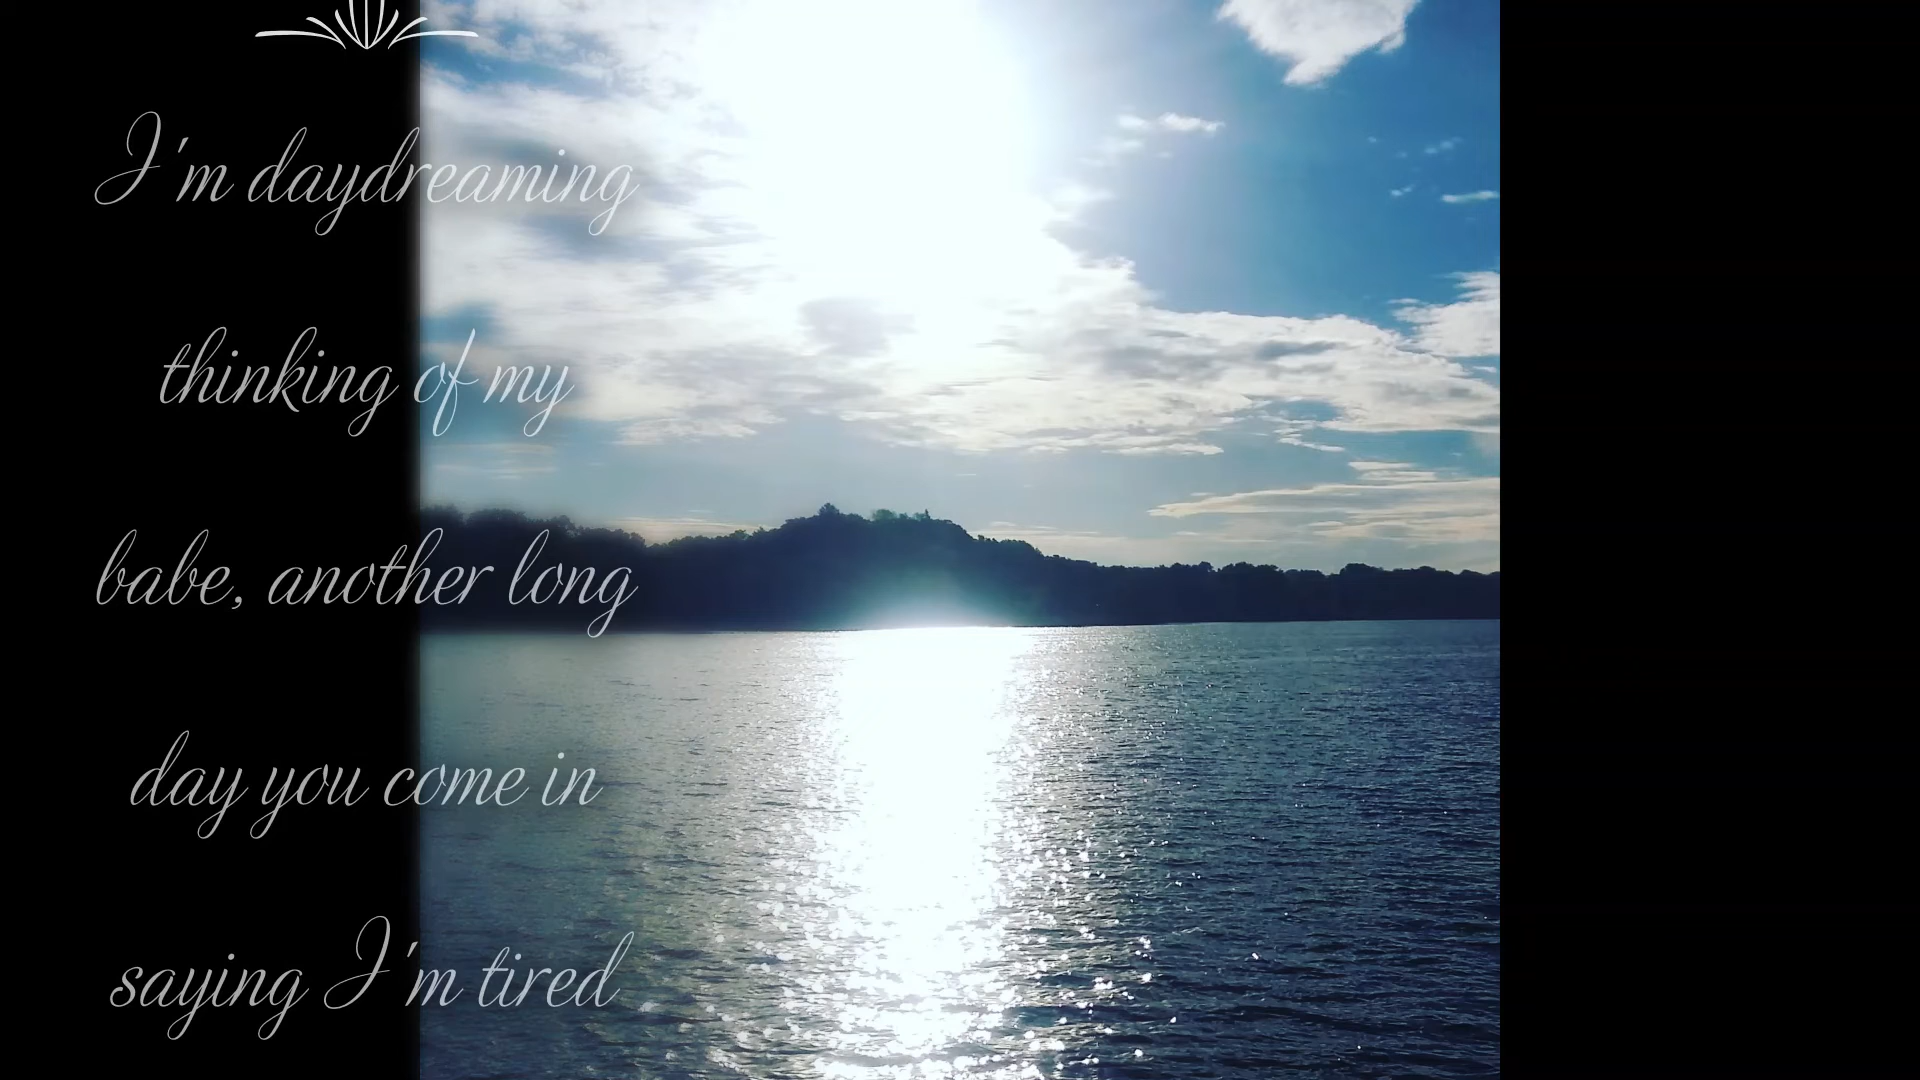 I'm daydreaming
thinking of my
babe, another long
day you come in
saying I'm tired